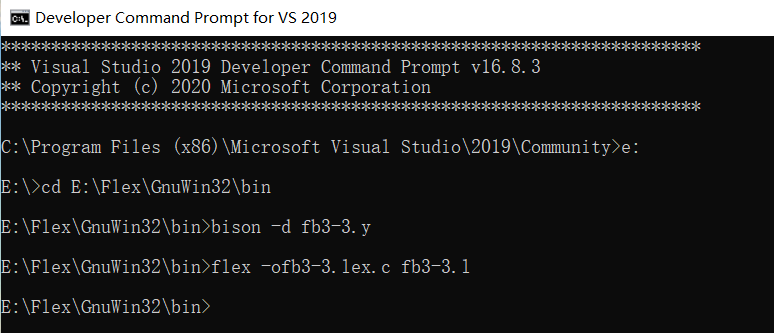 Developer Command Prompt for VS 2019
**********************************************************************
** Visual Studio 2019 Developer Command Prompt v16.8.3
** Copyright (c) 2020 Microsoft Corporation
**********************************************************************
C:\Program Files (x86)\Microsoft Visual Studio\2019\Community>e:
E:\>cd E:\Flex\GnuWin32\bin
E:\Flex\GnuWin32\bin>bison -d fb3-3.y
E:\Flex\GnuWin32\bin>flex -ofb3-3.lex.c fb3-3.l
E:\Flex\GnuWin32\bin>